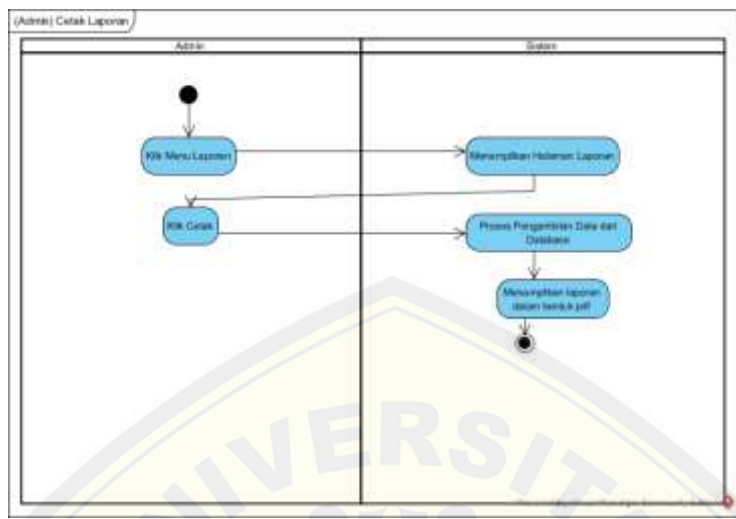 (Admin) Cetak Laporan
Admin
Sistem
Klik Menu Laporan
Menampilkan Halaman Laporan
Klik Cetak
Proses Pengambilan Data dari
Database
Menampilkan laporan
dalam bentuk pdf
UNIVERSITA